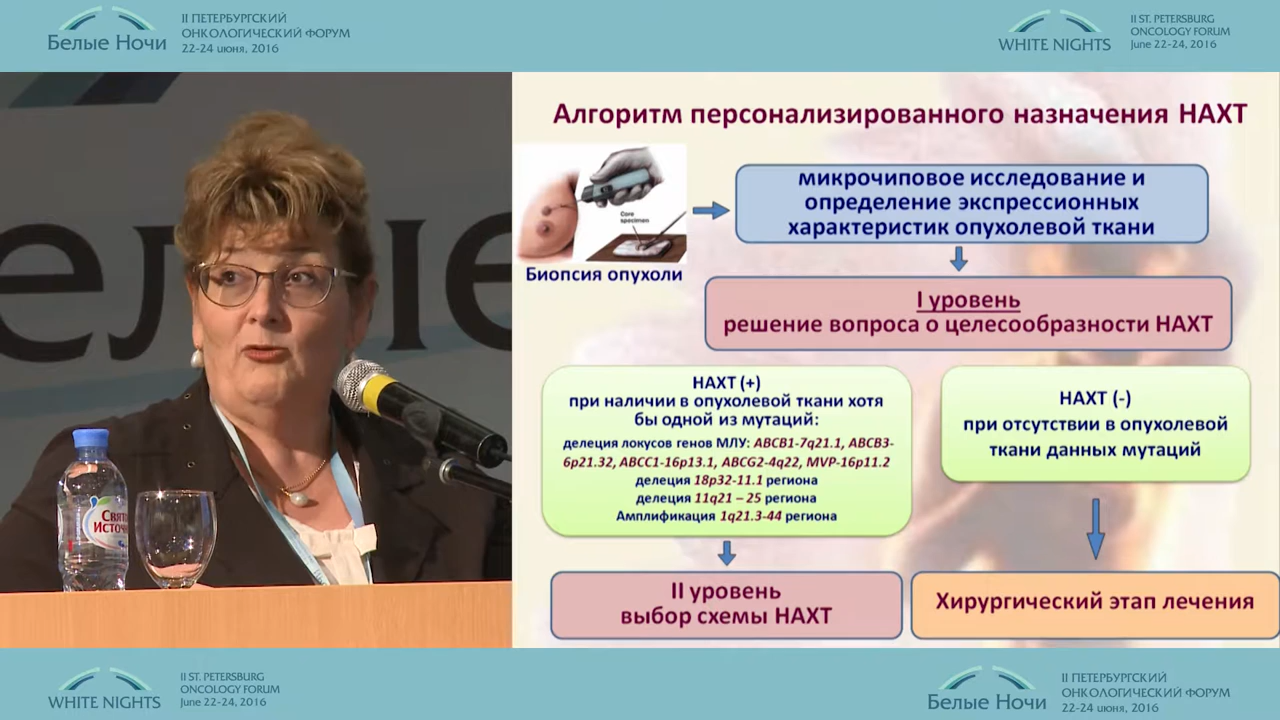 Белые Ночи
II ПЕТЕРБУРГСКИЙ
ОНКОЛОГИЧЕСКИЙ ФОРУМ
22-24 июня, 2016
WHITE NIGHTS
II ST. PETERSBURG
ONCOLOGY FORUM
June 22-24, 2016
Алгоритм персонализированного назначения НАХТ
Core
specimen
Биопсия опухоли
микрочиповое исследование и
определение экспрессионных
характеристик опухолевой ткани
I уровень
решение вопроса о целесообразности НАХТ
НАХТ (+)
при наличии в опухолевой ткани хотя
бы одной из мутаций:
делеция локусов генов МЛУ: ABCB1-7q21.1, ABCB3-
6p21.32, ABCC1-16p13.1, ABCG2-4q22, MVP-16p11.2
делеция 18p32-11.1 региона
делеция 11q21 – 25 региона
Амплификация 1q21.3-44 региона
НАХТ (-)
при отсутствии в опухолевой
ткани данных мутаций
II уровень
выбор схемы НАХТ
Хирургический этап лечения
WHITE NIGHTS
II ST. PETERSBURG
ONCOLOGY FORUM
June 22-24, 2016
Белые Ночи
II ПЕТЕРБУРГСКИЙ
ОНКОЛОГИЧЕСКИЙ ФОРУМ
22-24 июня, 2016